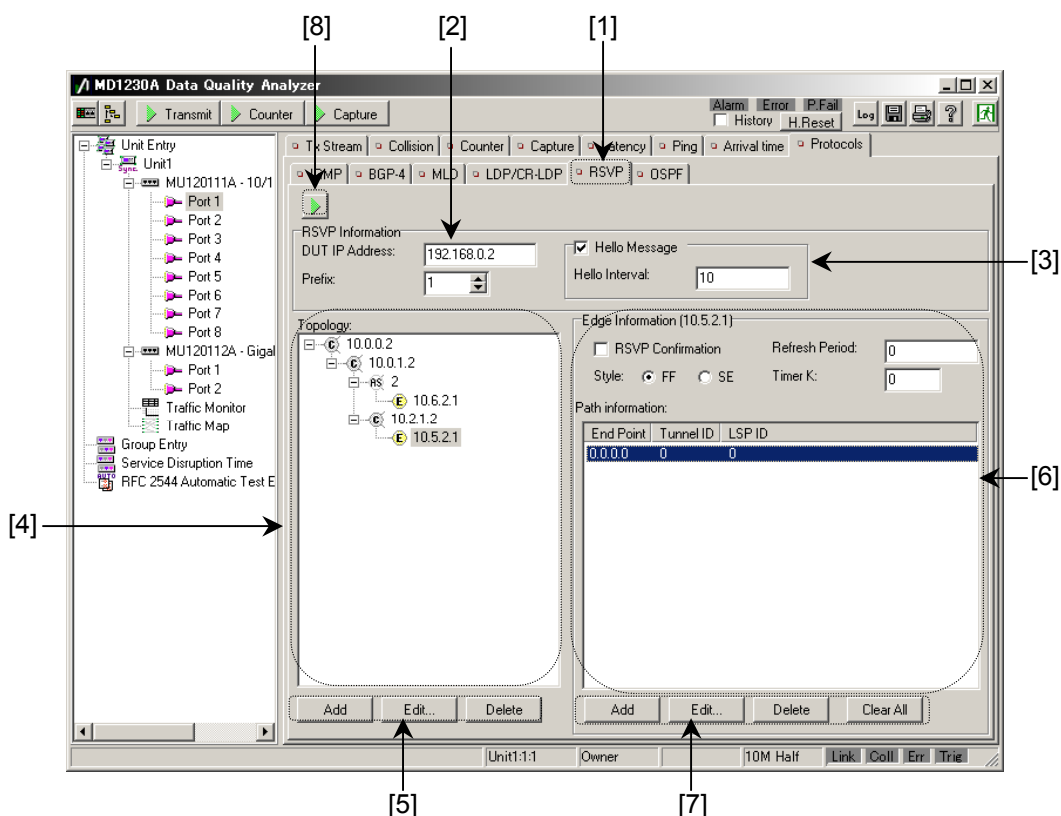 [8] [2] [1]
MD1230A Data Quality Analyzer
Transmit Counter Capture
Alarm Error P.Fail
History H.Reset Log
Unit Entry
Unit1
Sync.
MU120111A - 10/1
Port 1
Port 2
Port 3
Port 4
Port 5
Port 6
Port 7
Port 8
MU120112A - Gigal
Port 1
Port 2
Traffic Monitor
Traffic Map
Group Entry
Service Disruption Time
AUTO
RFC 2544 Automatic Test E
Tx Stream Collision Counter Capture Latency Ping Arrival time Protocols
BGP-4 MLD LDP/CR-LDP RSVP OSPF
RSVP Information
DUT IP Address: 192.168.0.2
Prefix: 1
Hello Message
Hello Interval: 10
[3]
Topology:
C 10.0.0.2
C 10.0.1.2
AS 2
E 10.6.2.1
C 10.2.1.2
E 10.5.2.1
[4]
Edge Information (10.5.2.1)
RSVP Confirmation Refresh Period: 0
Style: FF SE Timer K: 0
Path information:
End Point Tunnel ID LSP ID
0.0.0.0 0 0
[6]
Add Edit... Delete
Add Edit... Delete Clear All
Unit1:1:1 Owner 10M Half Link Coll Err Trig
[5] [7]